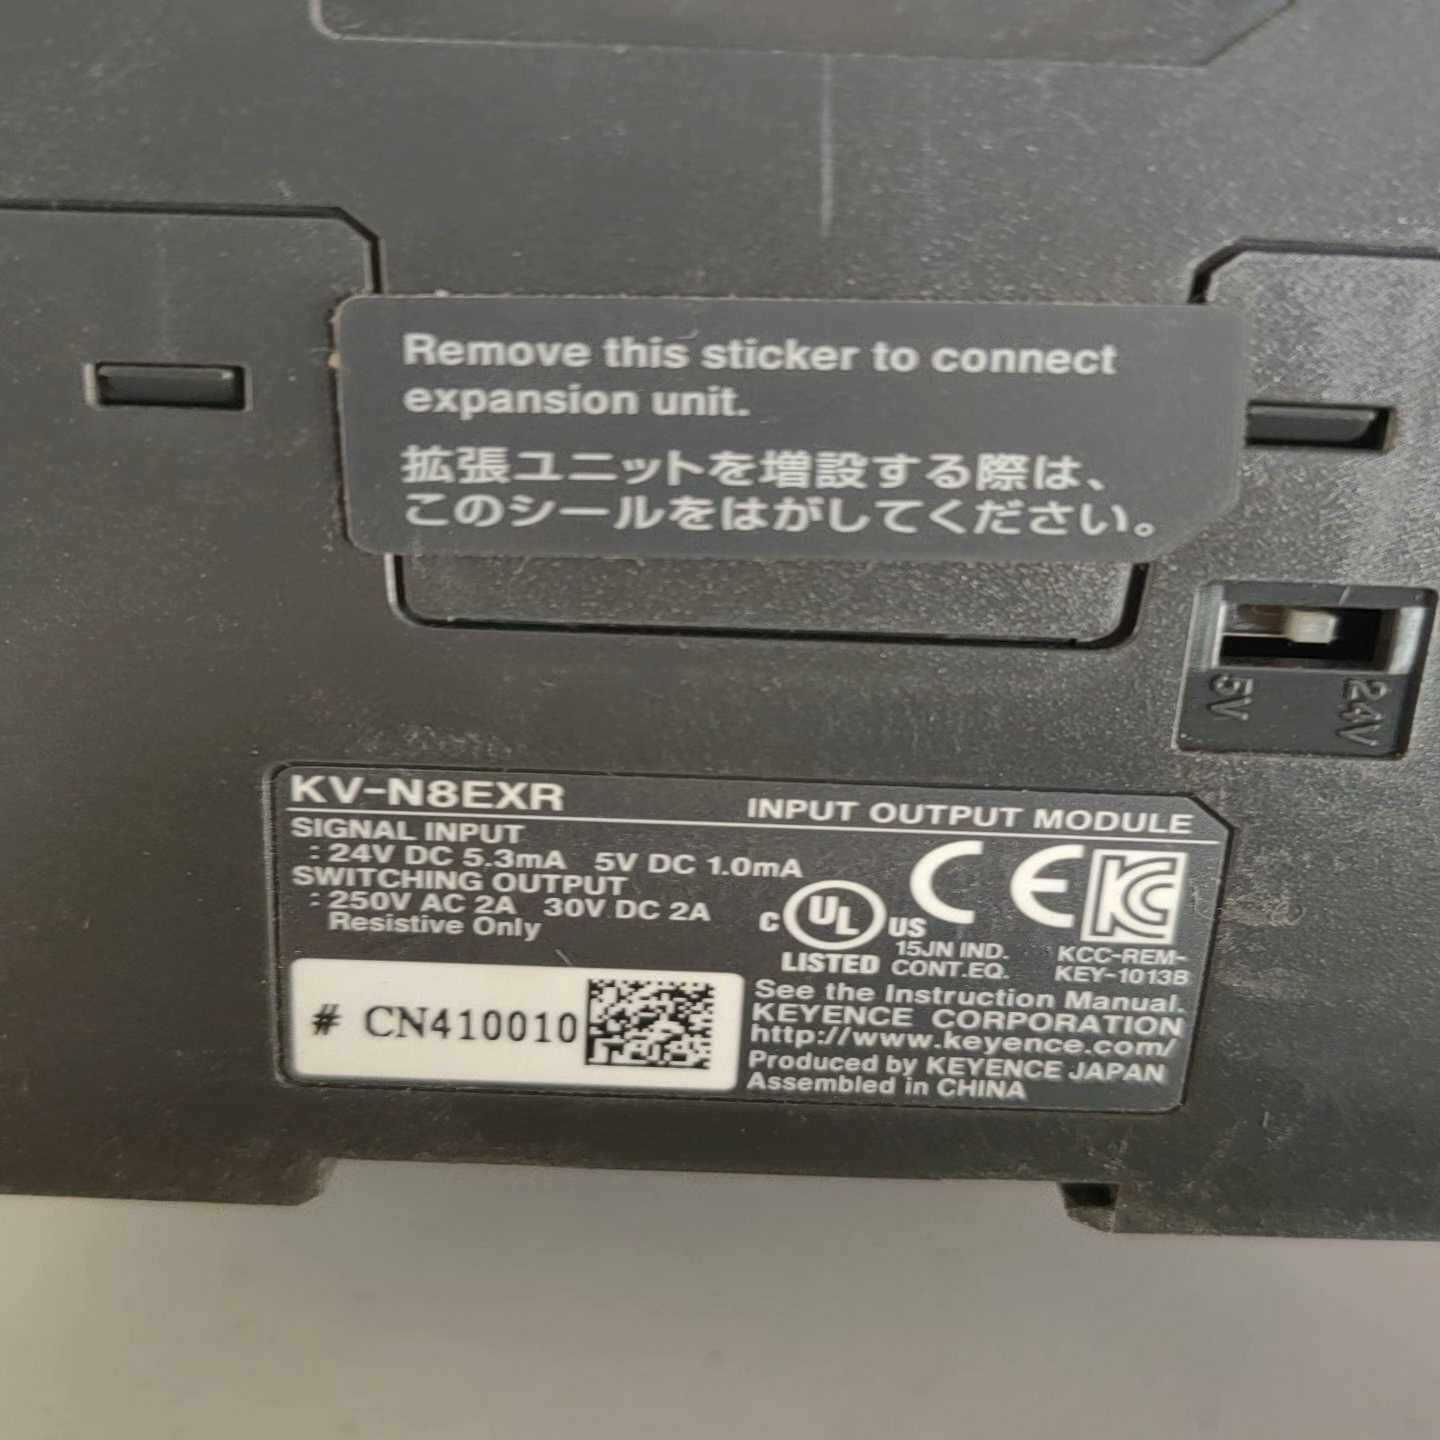 Remove this sticker to connect
expansion unit.
拡張ユニットを増設する際は、
このシールをはがしてください。
5V
24V
KV-N8EXR
INPUT OUTPUT MODULE
SIGNAL INPUT
: 24V DC 5.3mA 5V DC 1.0mA
SWITCHING OUTPUT
: 250V AC 2A 30V DC 2A
Resistive Only
C UL US
LISTED
15JN IND.
CONT.EQ.
CE
KC
KCC-REM-
KEY-1013B
# CN410010
See the Instruction Manual.
KEYENCE CORPORATION
http://www.keyence.com/
Produced by KEYENCE JAPAN
Assembled in CHINA